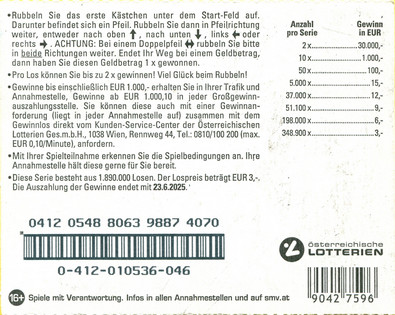 • Rubbeln Sie das erste Kästchen unter dem Start-Feld auf.
Darunter befindet sich ein Pfeil. Rubbeln Sie dann in Pfeilrichtung
weiter, entweder nach oben ↑, nach unten ↓, links ← oder
rechts →. ACHTUNG: Bei einem Doppelpfeil ↔ rubbeln Sie bitte
in beide Richtungen weiter. Endet Ihr Weg bei einem Geldbetrag,
dann haben Sie diesen Geldbetrag 1 x gewonnen.
• Pro Los können Sie bis zu 2 x gewinnen! Viel Glück beim Rubbeln!
• Gewinne bis einschließlich EUR 1.000,- erhalten Sie in Ihrer Trafik und
Annahmestelle, Gewinne ab EUR 1.000,10 in jeder Großgewinn-
auszahlungsstelle. Sie können diese auch mit einer Gewinnan-
forderung (liegt in jeder Annahmestelle auf) zusammen mit dem
Gewinnlos direkt vom Kunden-Service-Center der Österreichischen
Lotterien Ges.m.b.H., 1038 Wien, Rennweg 44, Tel.: 0810/100 200 (max.
EUR 0,10/Minute), anfordern.
• Mit Ihrer Spielteilnahme erkennen Sie die Spielbedingungen an. Ihre
Annahmestelle hält diese gerne für Sie bereit.
• Diese Serie besteht aus 1.890.000 Losen. Der Lospreis beträgt EUR 3,-.
Die Auszahlung der Gewinne endet mit 23.6.2025.
Anzahl Gewinn
pro Serie in EUR
2 x 30.000,-
10 x 1.000,-
50 x 100,-
5.000 x 15,-
37.000 x 12,-
51.100 x 9,-
198.000 x 6,-
348.900 x 3,-
0412 0548 8063 9887 4070
0-412-010536-046
österreichische
LOTTERIEN
16+ Spiele mit Verantwortung. Infos in allen Annahmestellen und auf smv.at
9042 7596